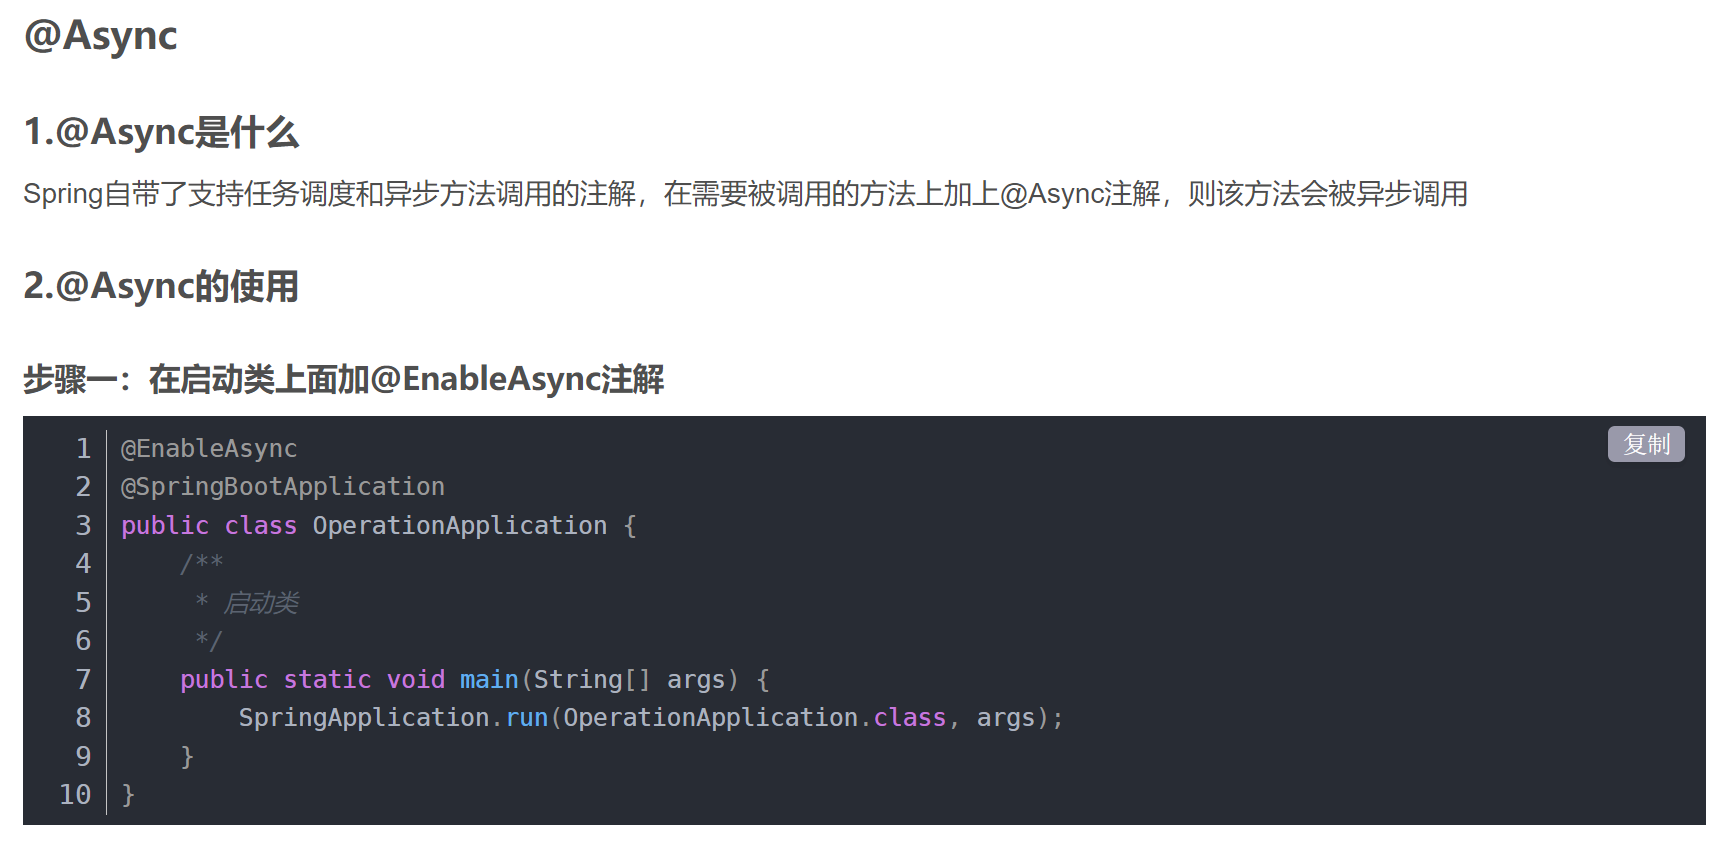 @Async
1.@Async是什么
Spring自带了支持任务调度和异步方法调用的注解，在需要被调用的方法上加上@Async注解，则该方法会被异步调用
2.@Async的使用
步骤一：在启动类上面加@EnableAsync注解
复制
1 @EnableAsync
2 @SpringBootApplication
3 public class OperationApplication {
4     /**
5      * 启动类
6      */
7     public static void main(String[] args) {
8         SpringApplication.run(OperationApplication.class, args);
9     }
10 }